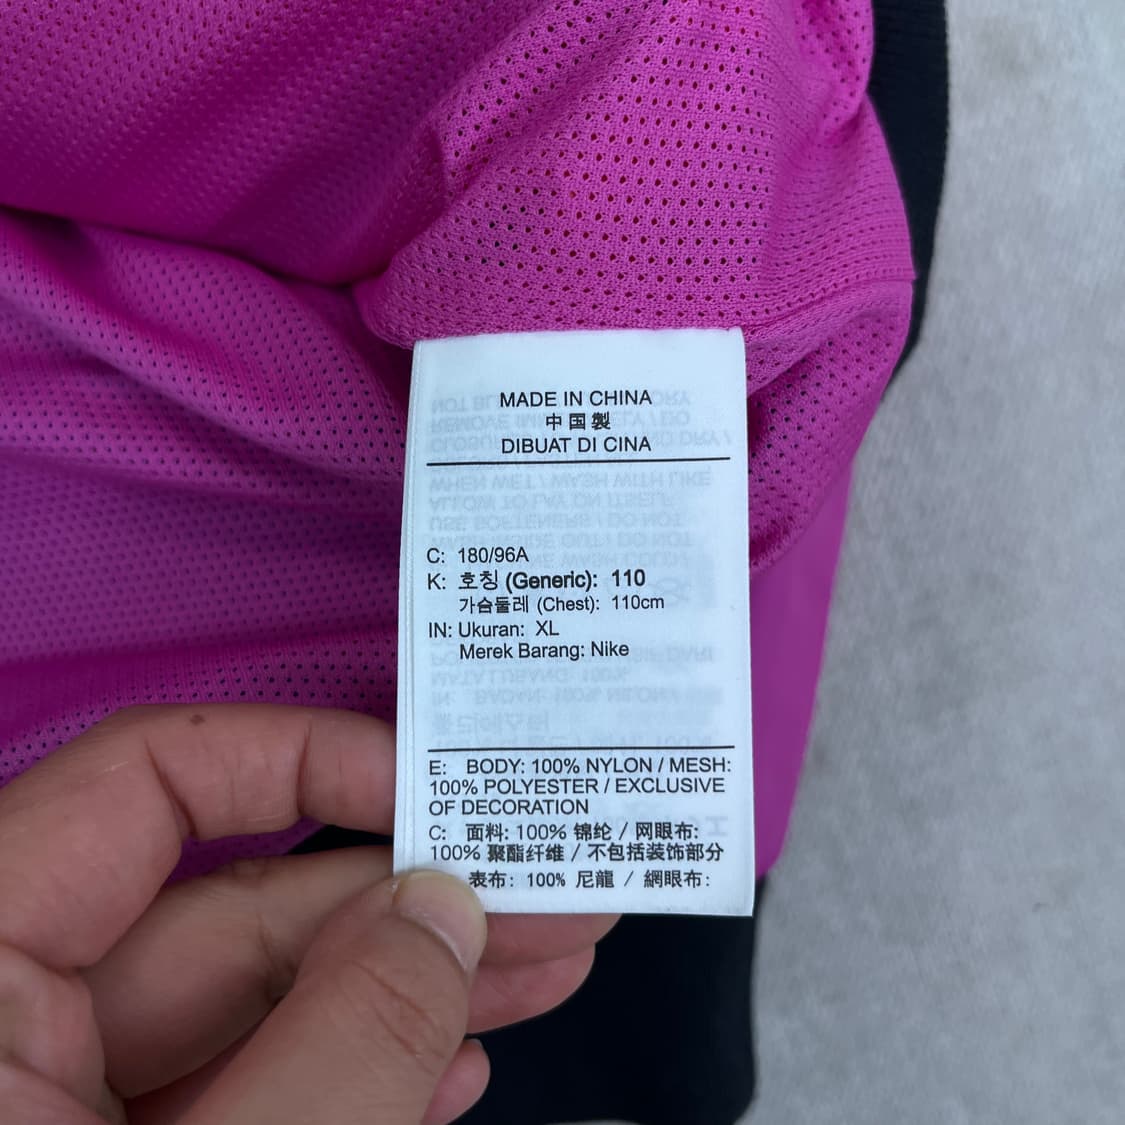 MADE IN CHINA
中国製
DIBUAT DI CINA
C: 180/96A
K: 호칭 (Generic): 110
가슴둘레 (Chest): 110cm
IN: Ukuran: XL
Merek Barang: Nike
E: BODY: 100% NYLON / MESH:
100% POLYESTER / EXCLUSIVE
OF DECORATION
C: 面料: 100% 锦纶 / 网眼布:
100% 聚酯纤维 / 不包括装饰部分
表布: 100% 尼龍 / 網眼布: